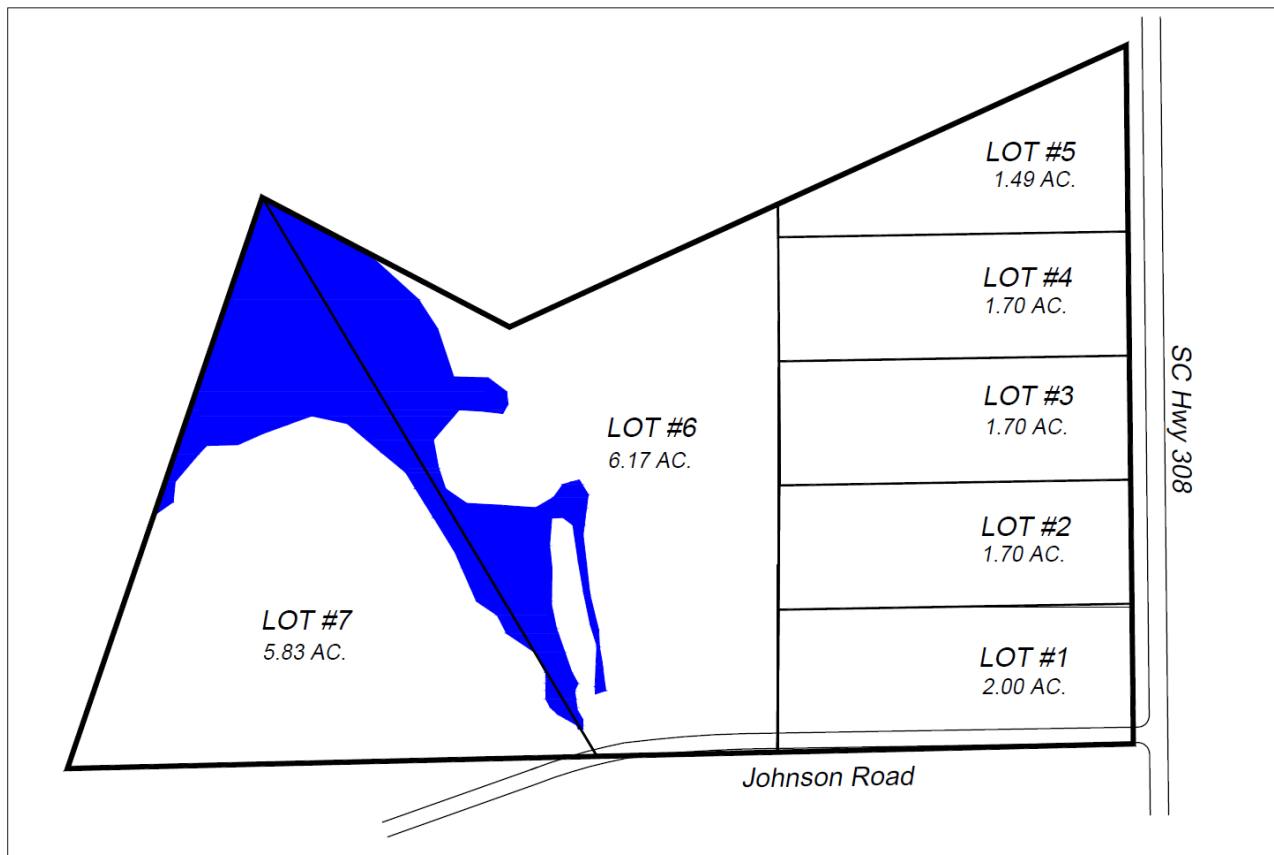 LOT #5
1.49 AC.
LOT #4
1.70 AC.
LOT #3
1.70 AC.
LOT #2
1.70 AC.
LOT #1
2.00 AC.
LOT #6
6.17 AC.
LOT #7
5.83 AC.
SC Hwy 308
Johnson Road